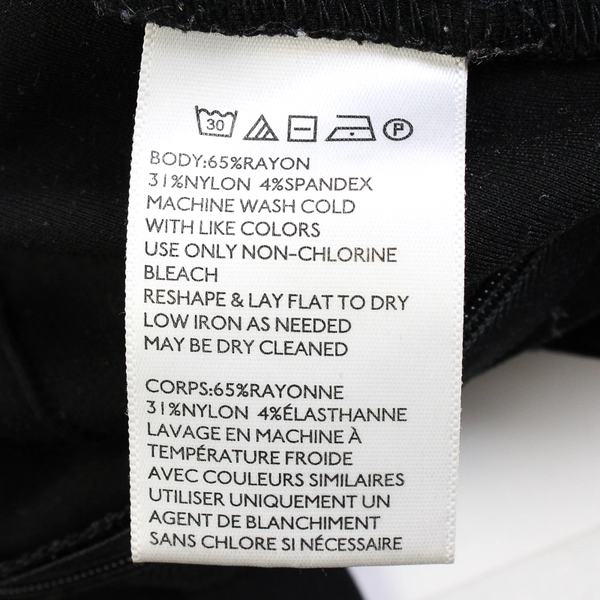 30 P
BODY:65%RAYON
31%NYLON 4%SPANDEX
MACHINE WASH COLD
WITH LIKE COLORS
USE ONLY NON-CHLORINE
BLEACH
RESHAPE & LAY FLAT TO DRY
LOW IRON AS NEEDED
MAY BE DRY CLEANED
CORPS:65%RAYONNE
31%NYLON 4%ÉLASTHANNE
LAVAGE EN MACHINE À
TEMPÉRATURE FROIDE
AVEC COULEURS SIMILAIRES
UTILISER UNIQUEMENT UN
AGENT DE BLANCHIMENT
SANS CHLORE SI NÉCESSAIRE